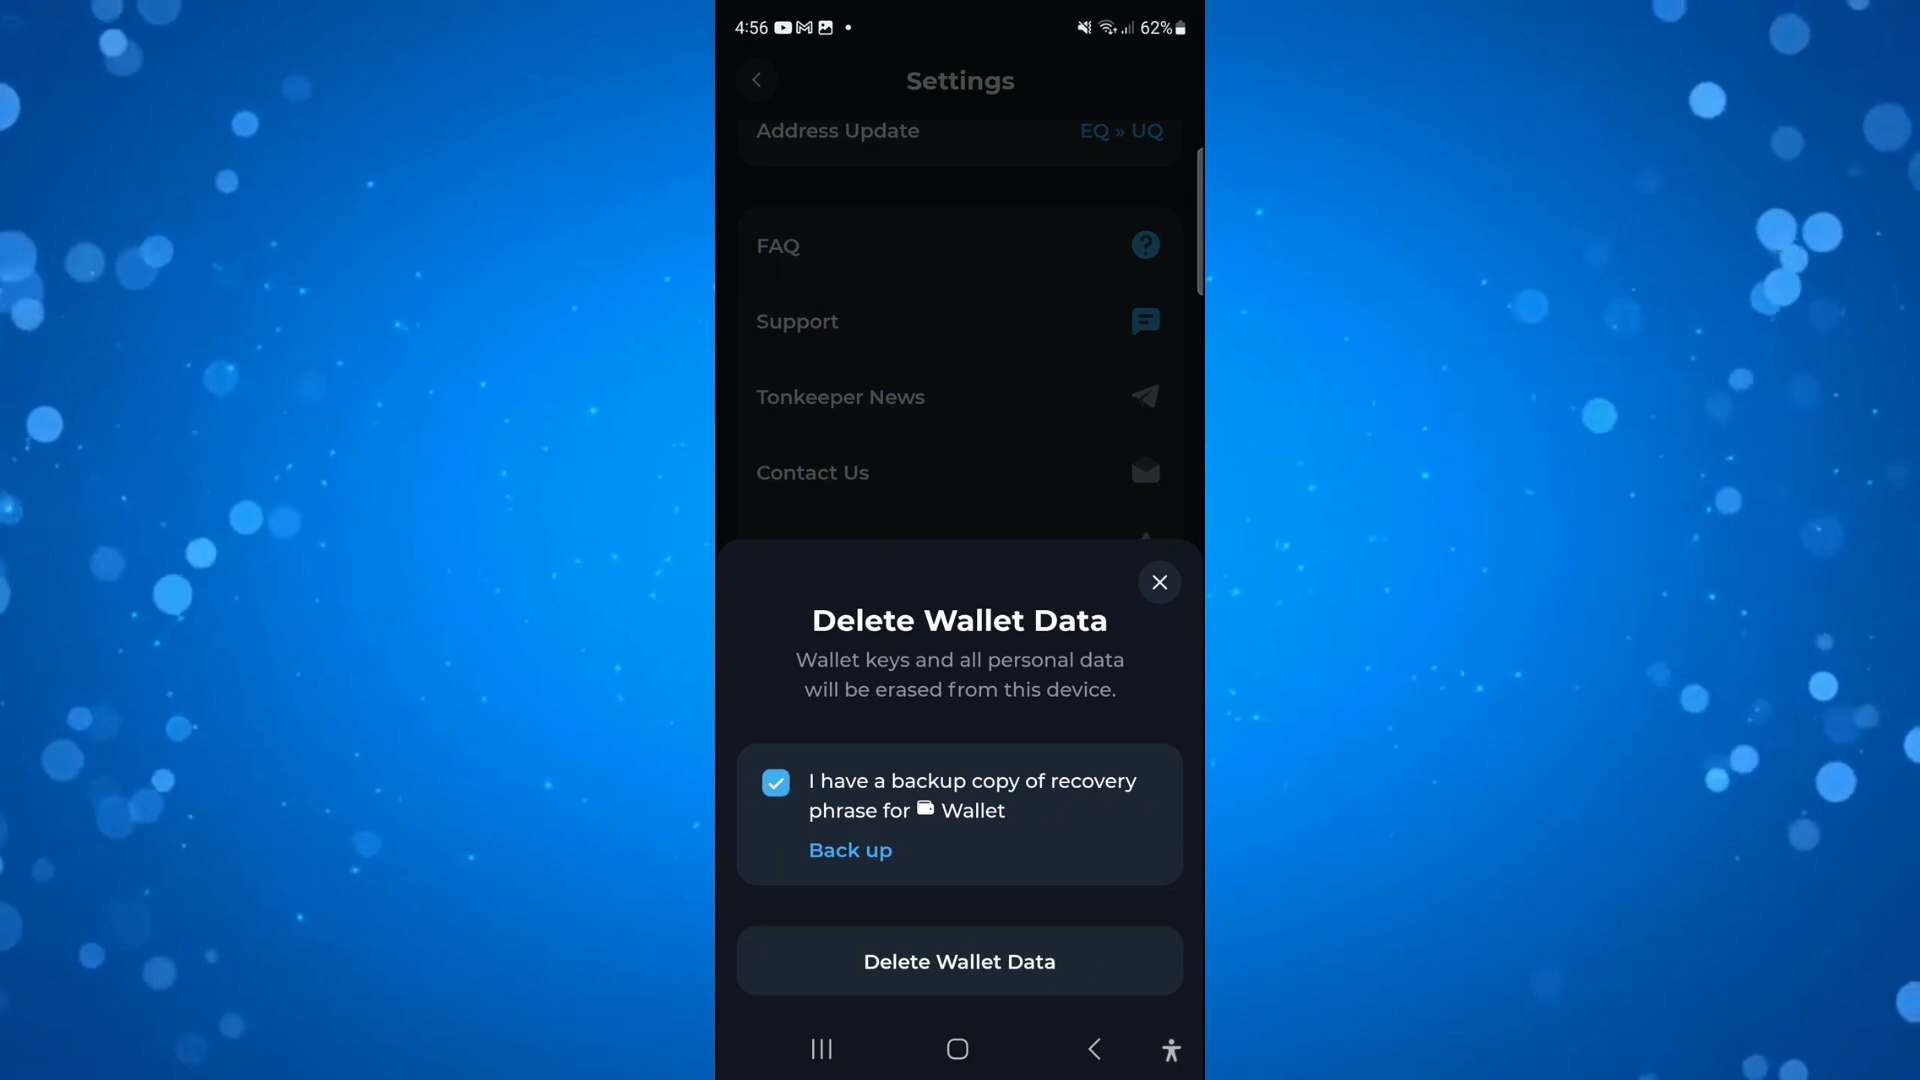 4:56
62%
Settings
Address Update
EQ » UQ
FAQ
Support
Tonkeeper News
Contact Us
Delete Wallet Data
Wallet keys and all personal data
will be erased from this device.
I have a backup copy of recovery
phrase for Wallet
Back up
Delete Wallet Data